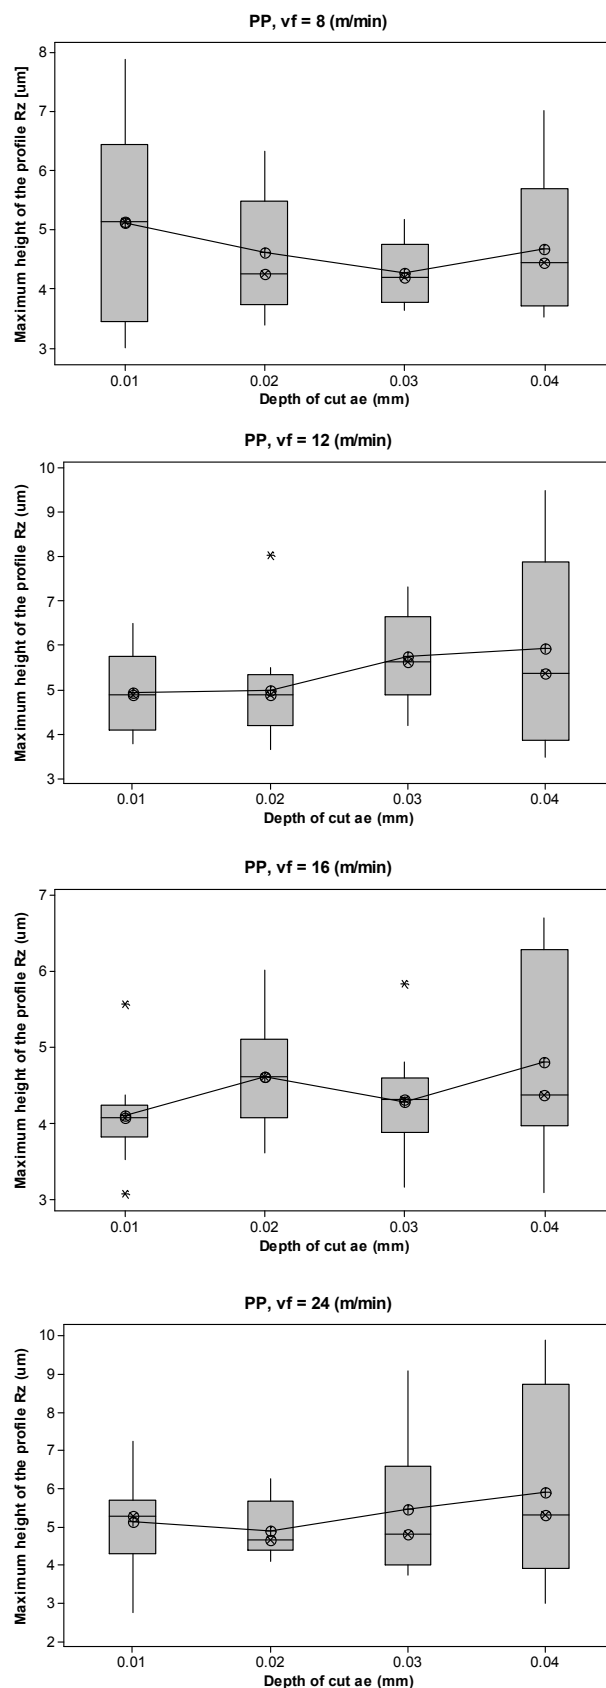 PP, vf = 8 (m/min)
Maximum height of the profile Rz [um]
8
7
6
5
4
3
0.01 0.02 0.03 0.04
Depth of cut ae (mm)
PP, vf = 12 (m/min)
Maximum height of the profile Rz (um)
10
9
8
7
6
5
4
3
0.01 0.02 0.03 0.04
Depth of cut ae (mm)
PP, vf = 16 (m/min)
Maximum height of the profile Rz (um)
7
6
5
4
3
0.01 0.02 0.03 0.04
Depth of cut ae (mm)
PP, vf = 24 (m/min)
Maximum height of the profile Rz (um)
10
9
8
7
6
5
4
3
2
0.01 0.02 0.03 0.04
Depth of cut ae (mm)